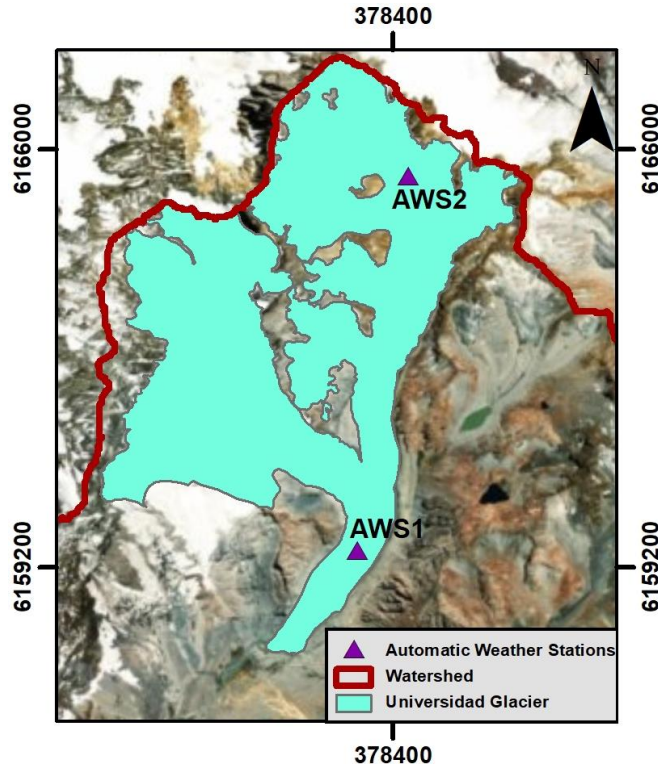 378400
N
6166000
6166000
AWS2
AWS1
6159200
6159200
Automatic Weather Stations
Watershed
Universidad Glacier
378400